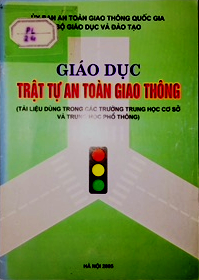 ỦY BAN AN TOÀN GIAO THÔNG QUỐC GIA
SỞ GIÁO DỤC VÀ ĐÀO TẠO
GIÁO DỤC
TRẬT TỰ AN TOÀN GIAO THÔNG
(TÀI LIỆU DÙNG TRONG CÁC TRƯỜNG TRUNG HỌC CƠ SỞ
VÀ TRUNG HỌC PHỔ THÔNG)
HÀ NỘI